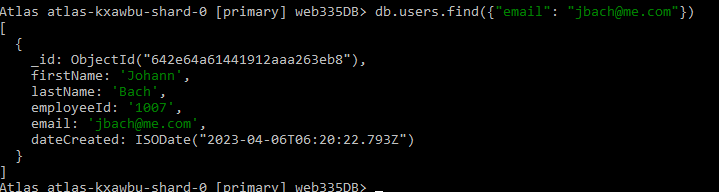 Atlas atlas-kxawbu-shard-0 [primary] web335DB> db.users.find({"email": "jbach@me.com"})
[
  {
    _id: ObjectId("642e64a61441912aaa263eb8"),
    firstName: 'Johann',
    lastName: 'Bach',
    employeeId: '1007',
    email: 'jbach@me.com',
    dateCreated: ISODate("2023-04-06T06:20:22.793Z")
  }
]
Atlas atlas-kxawbu-shard-0 [primary] web335DB> _